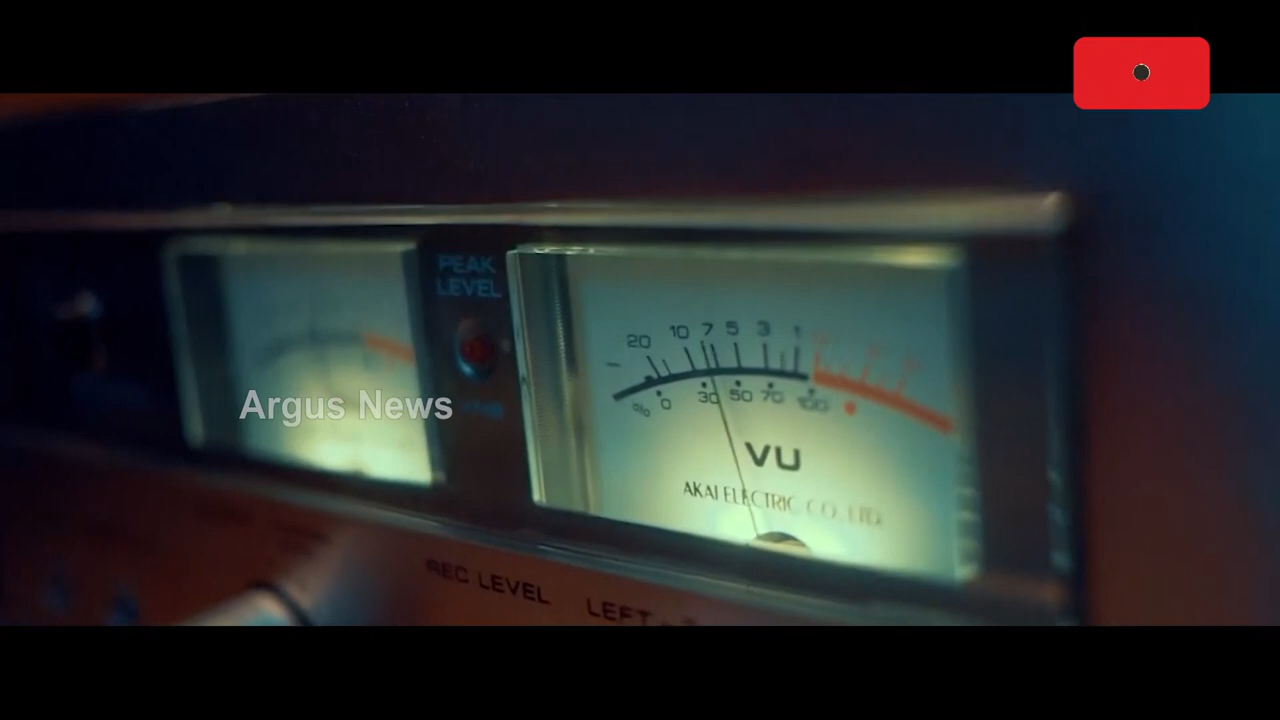 PEAK
LEVEL
20 10 7 5 3 1
% 0 30 50 70 100
VU
AKAI ELECTRIC CO. LTD.
Argus News
REC LEVEL
LEFT